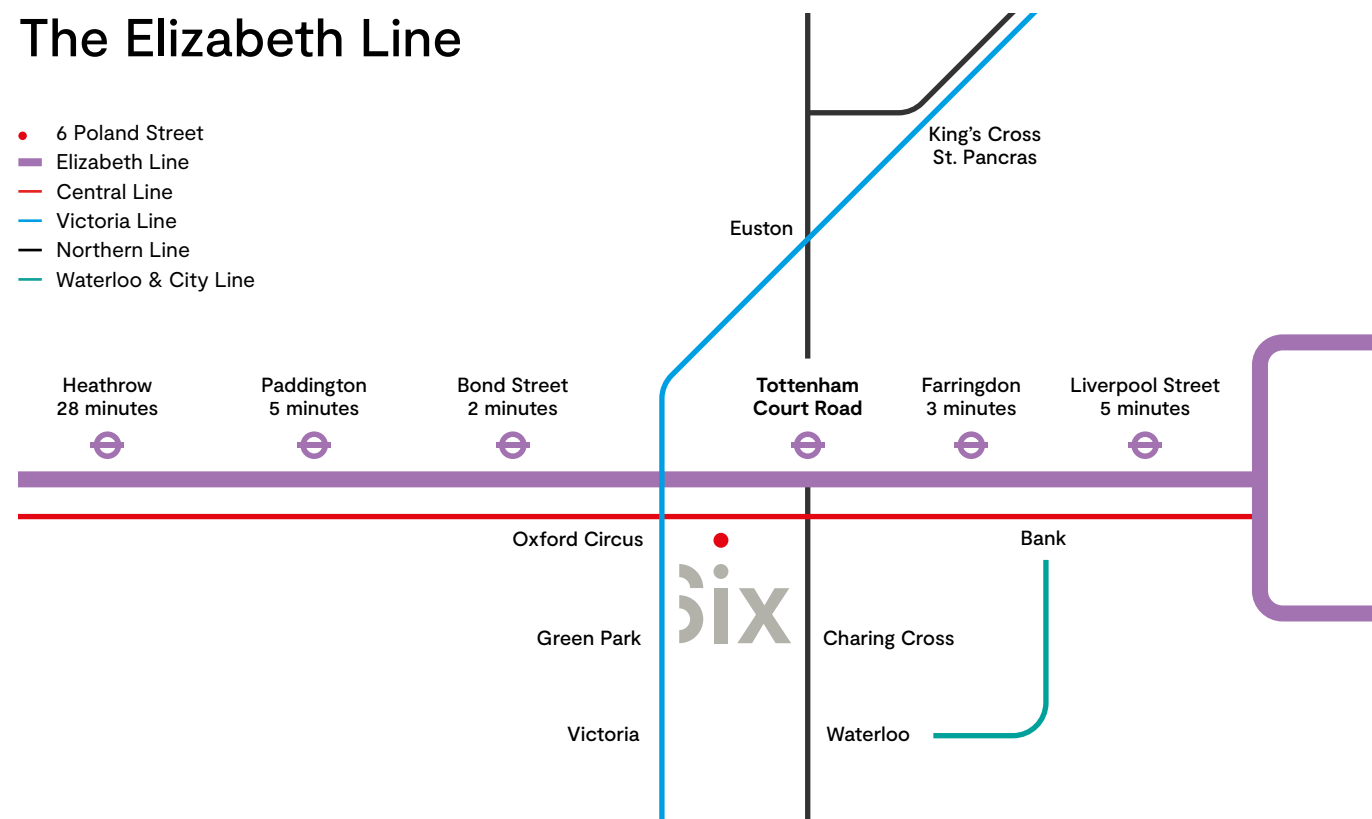 The Elizabeth Line
6 Poland Street
Elizabeth Line
Central Line
Victoria Line
Northern Line
Waterloo & City Line
King’s Cross
St. Pancras
Euston
Heathrow
28 minutes
Paddington
5 minutes
Bond Street
2 minutes
Tottenham
Court Road
Farringdon
3 minutes
Liverpool Street
5 minutes
Oxford Circus
Bank
Six
Green Park
Charing Cross
Victoria
Waterloo